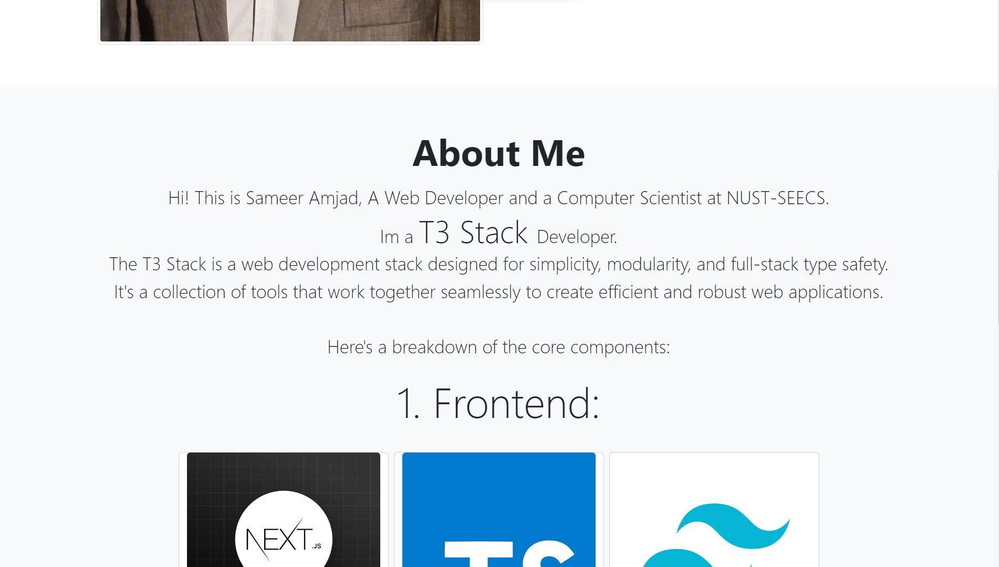 About Me
Hi! This is Sameer Amjad, A Web Developer and a Computer Scientist at NUST-SEECS.
Im a T3 Stack Developer.
The T3 Stack is a web development stack designed for simplicity, modularity, and full-stack type safety.
It's a collection of tools that work together seamlessly to create efficient and robust web applications.
Here's a breakdown of the core components:
1. Frontend:
NEXT.JS
TS